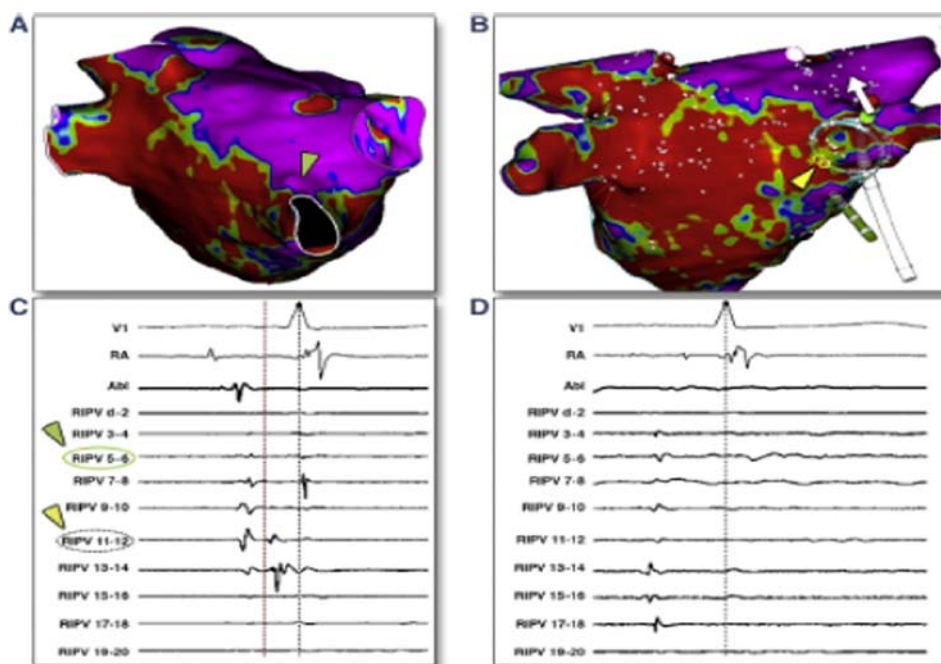 A
B
C
V1
RA
Abl
RIPV d-2
RIPV 3-4
RIPV 5-6
RIPV 7-8
RIPV 9-10
RIPV 11-12
RIPV 13-14
RIPV 15-16
RIPV 17-18
RIPV 19-20
D
V1
RA
Abl
RIPV d-2
RIPV 3-4
RIPV 5-6
RIPV 7-8
RIPV 9-10
RIPV 11-12
RIPV 13-14
RIPV 15-16
RIPV 17-18
RIPV 19-20